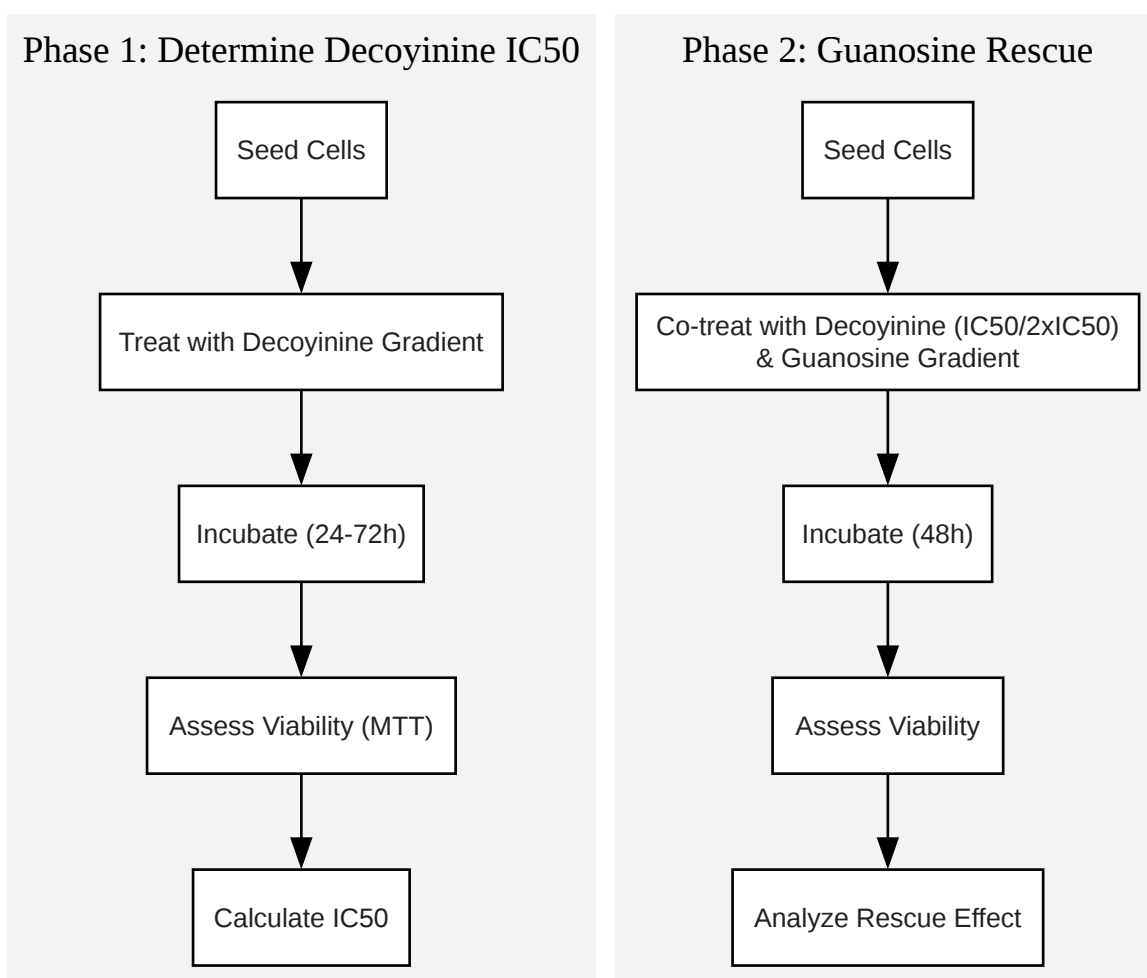 Phase 1: Determine Decoyinine IC50
Seed Cells
Treat with Decoyinine Gradient
Incubate (24-72h)
Assess Viability (MTT)
Calculate IC50
Phase 2: Guanosine Rescue
Seed Cells
Co-treat with Decoyinine (IC50/2xIC50)
& Guanosine Gradient
Incubate (48h)
Assess Viability
Analyze Rescue Effect